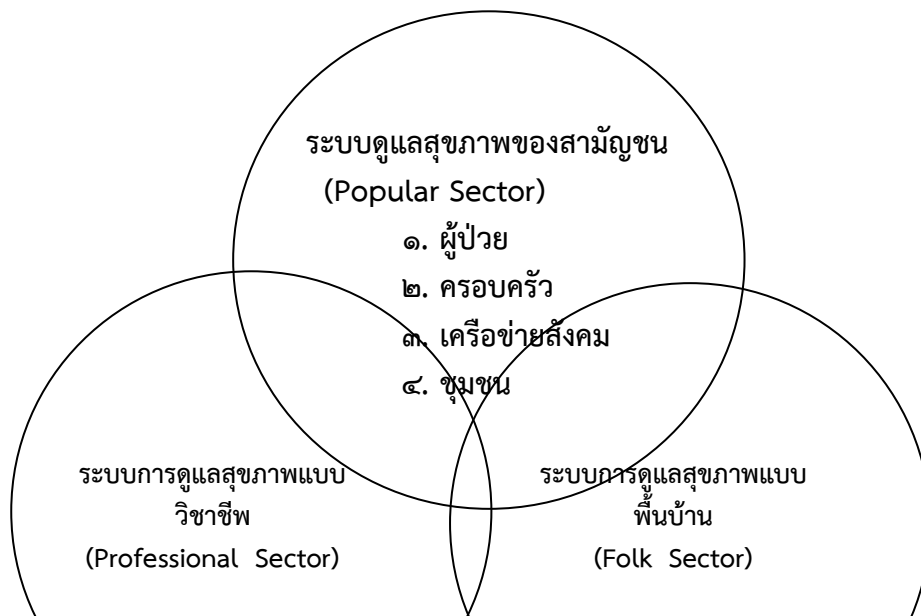 ระบบดูแลสุขภาพของสามัญชน
(Popular Sector)
๑. ผู้ป่วย
๒. ครอบครัว
๓. เครือข่ายสังคม
๔. ชุมชน
ระบบการดูแลสุขภาพแบบ
วิชาชีพ
(Professional Sector)
ระบบการดูแลสุขภาพแบบ
พื้นบ้าน
(Folk Sector)